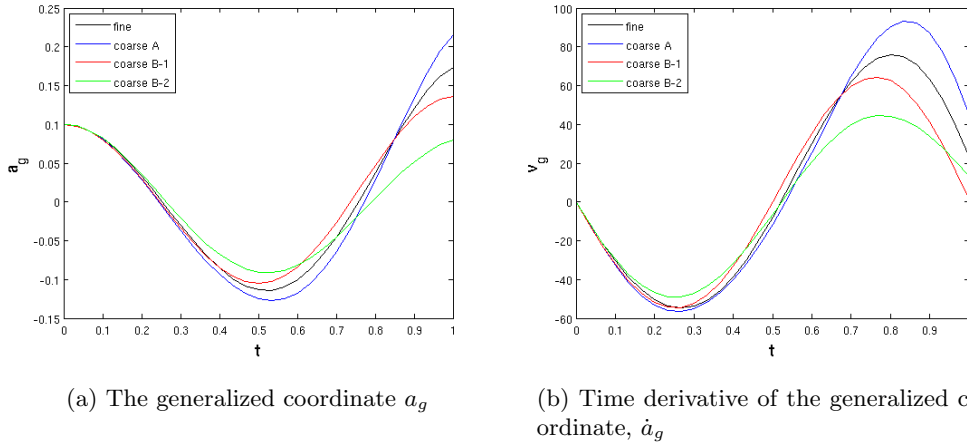 0.25
0.2
0.15
0.1
0.05
0
-0.05
-0.1
-0.15
a_g
0 0.1 0.2 0.3 0.4 0.5 0.6 0.7 0.8 0.9 1
t
fine
coarse A
coarse B-1
coarse B-2
(a) The generalized coordinate a_g
100
80
60
40
20
0
-20
-40
-60
v_g
0 0.1 0.2 0.3 0.4 0.5 0.6 0.7 0.8 0.9
t
fine
coarse A
coarse B-1
coarse B-2
(b) Time derivative of the generalized c
ordinate, ȧ_g